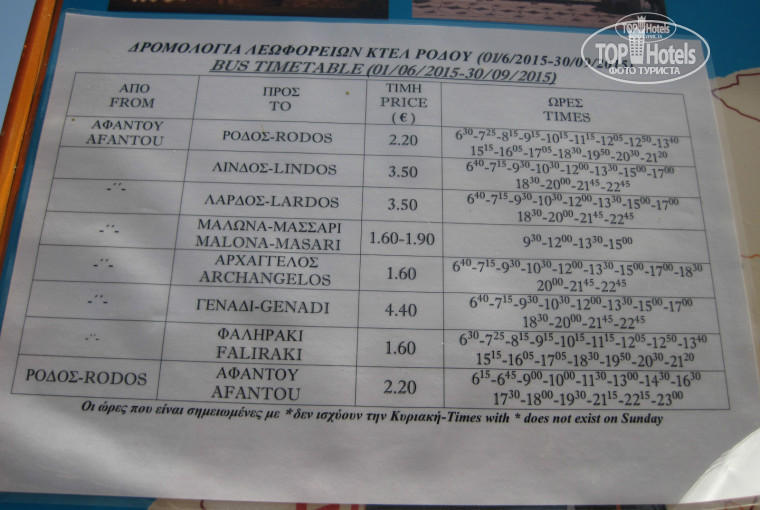 TOP Hotels
ФОТО ТУРИСТА
ΔΡΟΜΟΛΟΓΙΑ ΛΕΩΦΟΡΕΙΩΝ ΚΤΕΛ ΡΟΔΟΥ (01/6/2015-30/09/2015)
BUS TIMETABLE (01/06/2015-30/09/2015)
ΑΠΟ FROM ΠΡΟΣ TO ΤΙΜΗ PRICE (€) ΩΡΕΣ TIMES
ΑΦΑΝΤΟΥ AFANTOU ΡΟΔΟΣ-RODOS 2.20 6³⁰-7²⁵-8¹⁵-9¹⁵-10¹⁵-11¹⁵-12⁰⁵-12⁵⁰-13⁴⁰
15¹⁵-16⁰⁵-17⁰⁵-18³⁰-19⁵⁰-20³⁰-21²⁰
-"- ΛΙΝΔΟΣ-LINDOS 3.50 6⁴⁰-7¹⁵-9³⁰-10³⁰-12⁰⁰-13³⁰-15⁰⁰-17⁰⁰
18³⁰-20⁰⁰-21⁴⁵-22⁴⁵
-"- ΛΑΡΔΟΣ-LARDOS 3.50 6⁴⁰-7¹⁵-9³⁰-10³⁰-12⁰⁰-13³⁰-15⁰⁰-17⁰⁰
18³⁰-20⁰⁰-21⁴⁵-22⁴⁵
-"- ΜΑΛΩΝΑ-ΜΑΣΣΑΡΙ
MALONA-MASARI 1.60-1.90 9³⁰-12⁰⁰-13³⁰-15⁰⁰
-"- ΑΡΧΑΓΓΕΛΟΣ
ARCHANGELOS 1.60 6⁴⁰-7¹⁵-9³⁰-10³⁰-12⁰⁰-13³⁰-15⁰⁰-17⁰⁰-18³⁰
20⁰⁰-21⁴⁵-22⁴⁵
-"- ΓΕΝΑΔΙ-GENADI 4.40 6⁴⁰-7¹⁵-9³⁰-10³⁰-12⁰⁰-13³⁰-15⁰⁰-17⁰⁰
18³⁰-20⁰⁰-21⁴⁵-22⁴⁵
-"- ΦΑΛΗΡΑΚΙ
FALIRAKI 1.60 6³⁰-7²⁵-8¹⁵-9¹⁵-10¹⁵-11¹⁵-12⁰⁵-12⁵⁰-13⁴⁰
15¹⁵-16⁰⁵-17⁰⁵-18³⁰-19⁵⁰-20³⁰-21²⁰
ΡΟΔΟΣ-RODOS ΑΦΑΝΤΟΥ
AFANTOU 2.20 6¹⁵-6⁴⁵-9⁰⁰-10⁰⁰-11³⁰-13⁰⁰-14³⁰-16³⁰
17³⁰-18⁰⁰-19³⁰-21¹⁵-22¹⁵-23⁰⁰
Οι ώρες που είναι σημειωμένες με *δεν ισχύουν την Κυριακή-Times with * does not exist on Sunday